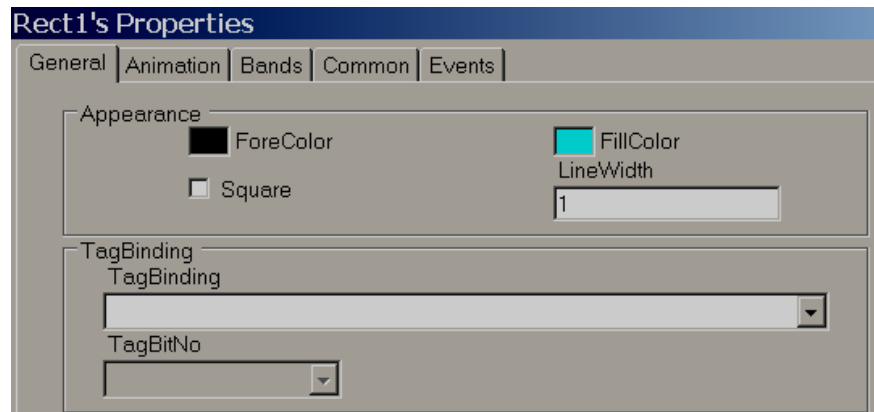 Rect1's Properties
General Animation Bands Common Events
Appearance
ForeColor FillColor
LineWidth
Square
1
TagBinding
TagBinding
TagBitNo